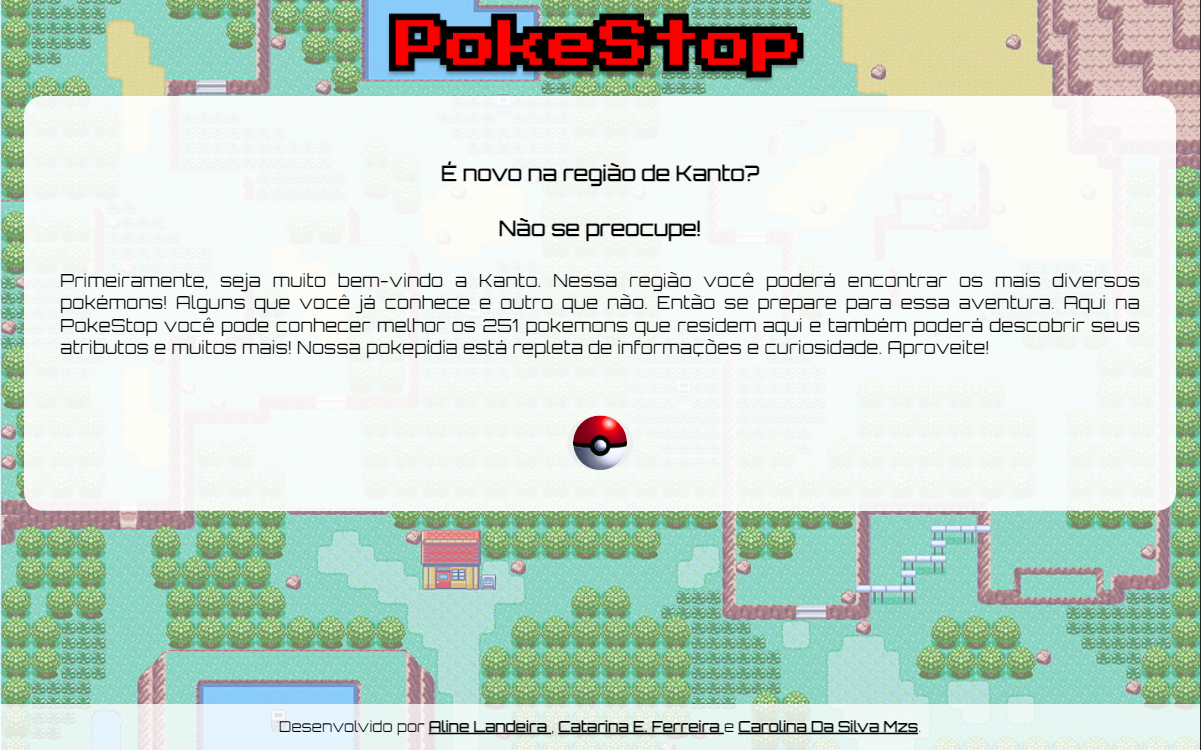 PokeStop
É novo na região de Kanto?
Não se preocupe!
Primeiramente, seja muito bem-vindo a Kanto. Nessa região você poderá encontrar os mais diversos
pokémons! Alguns que você já conhece e outro que não. Então se prepare para essa aventura. Aqui na
PokeStop você pode conhecer melhor os 251 pokemons que residem aqui e também poderá descobrir seus
atributos e muitos mais! Nossa pokepídia está repleta de informações e curiosidade. Aproveite!
Desenvolvido por Aline Landeira , Catarina E. Ferreira e Carolina Da Silva Mzs.